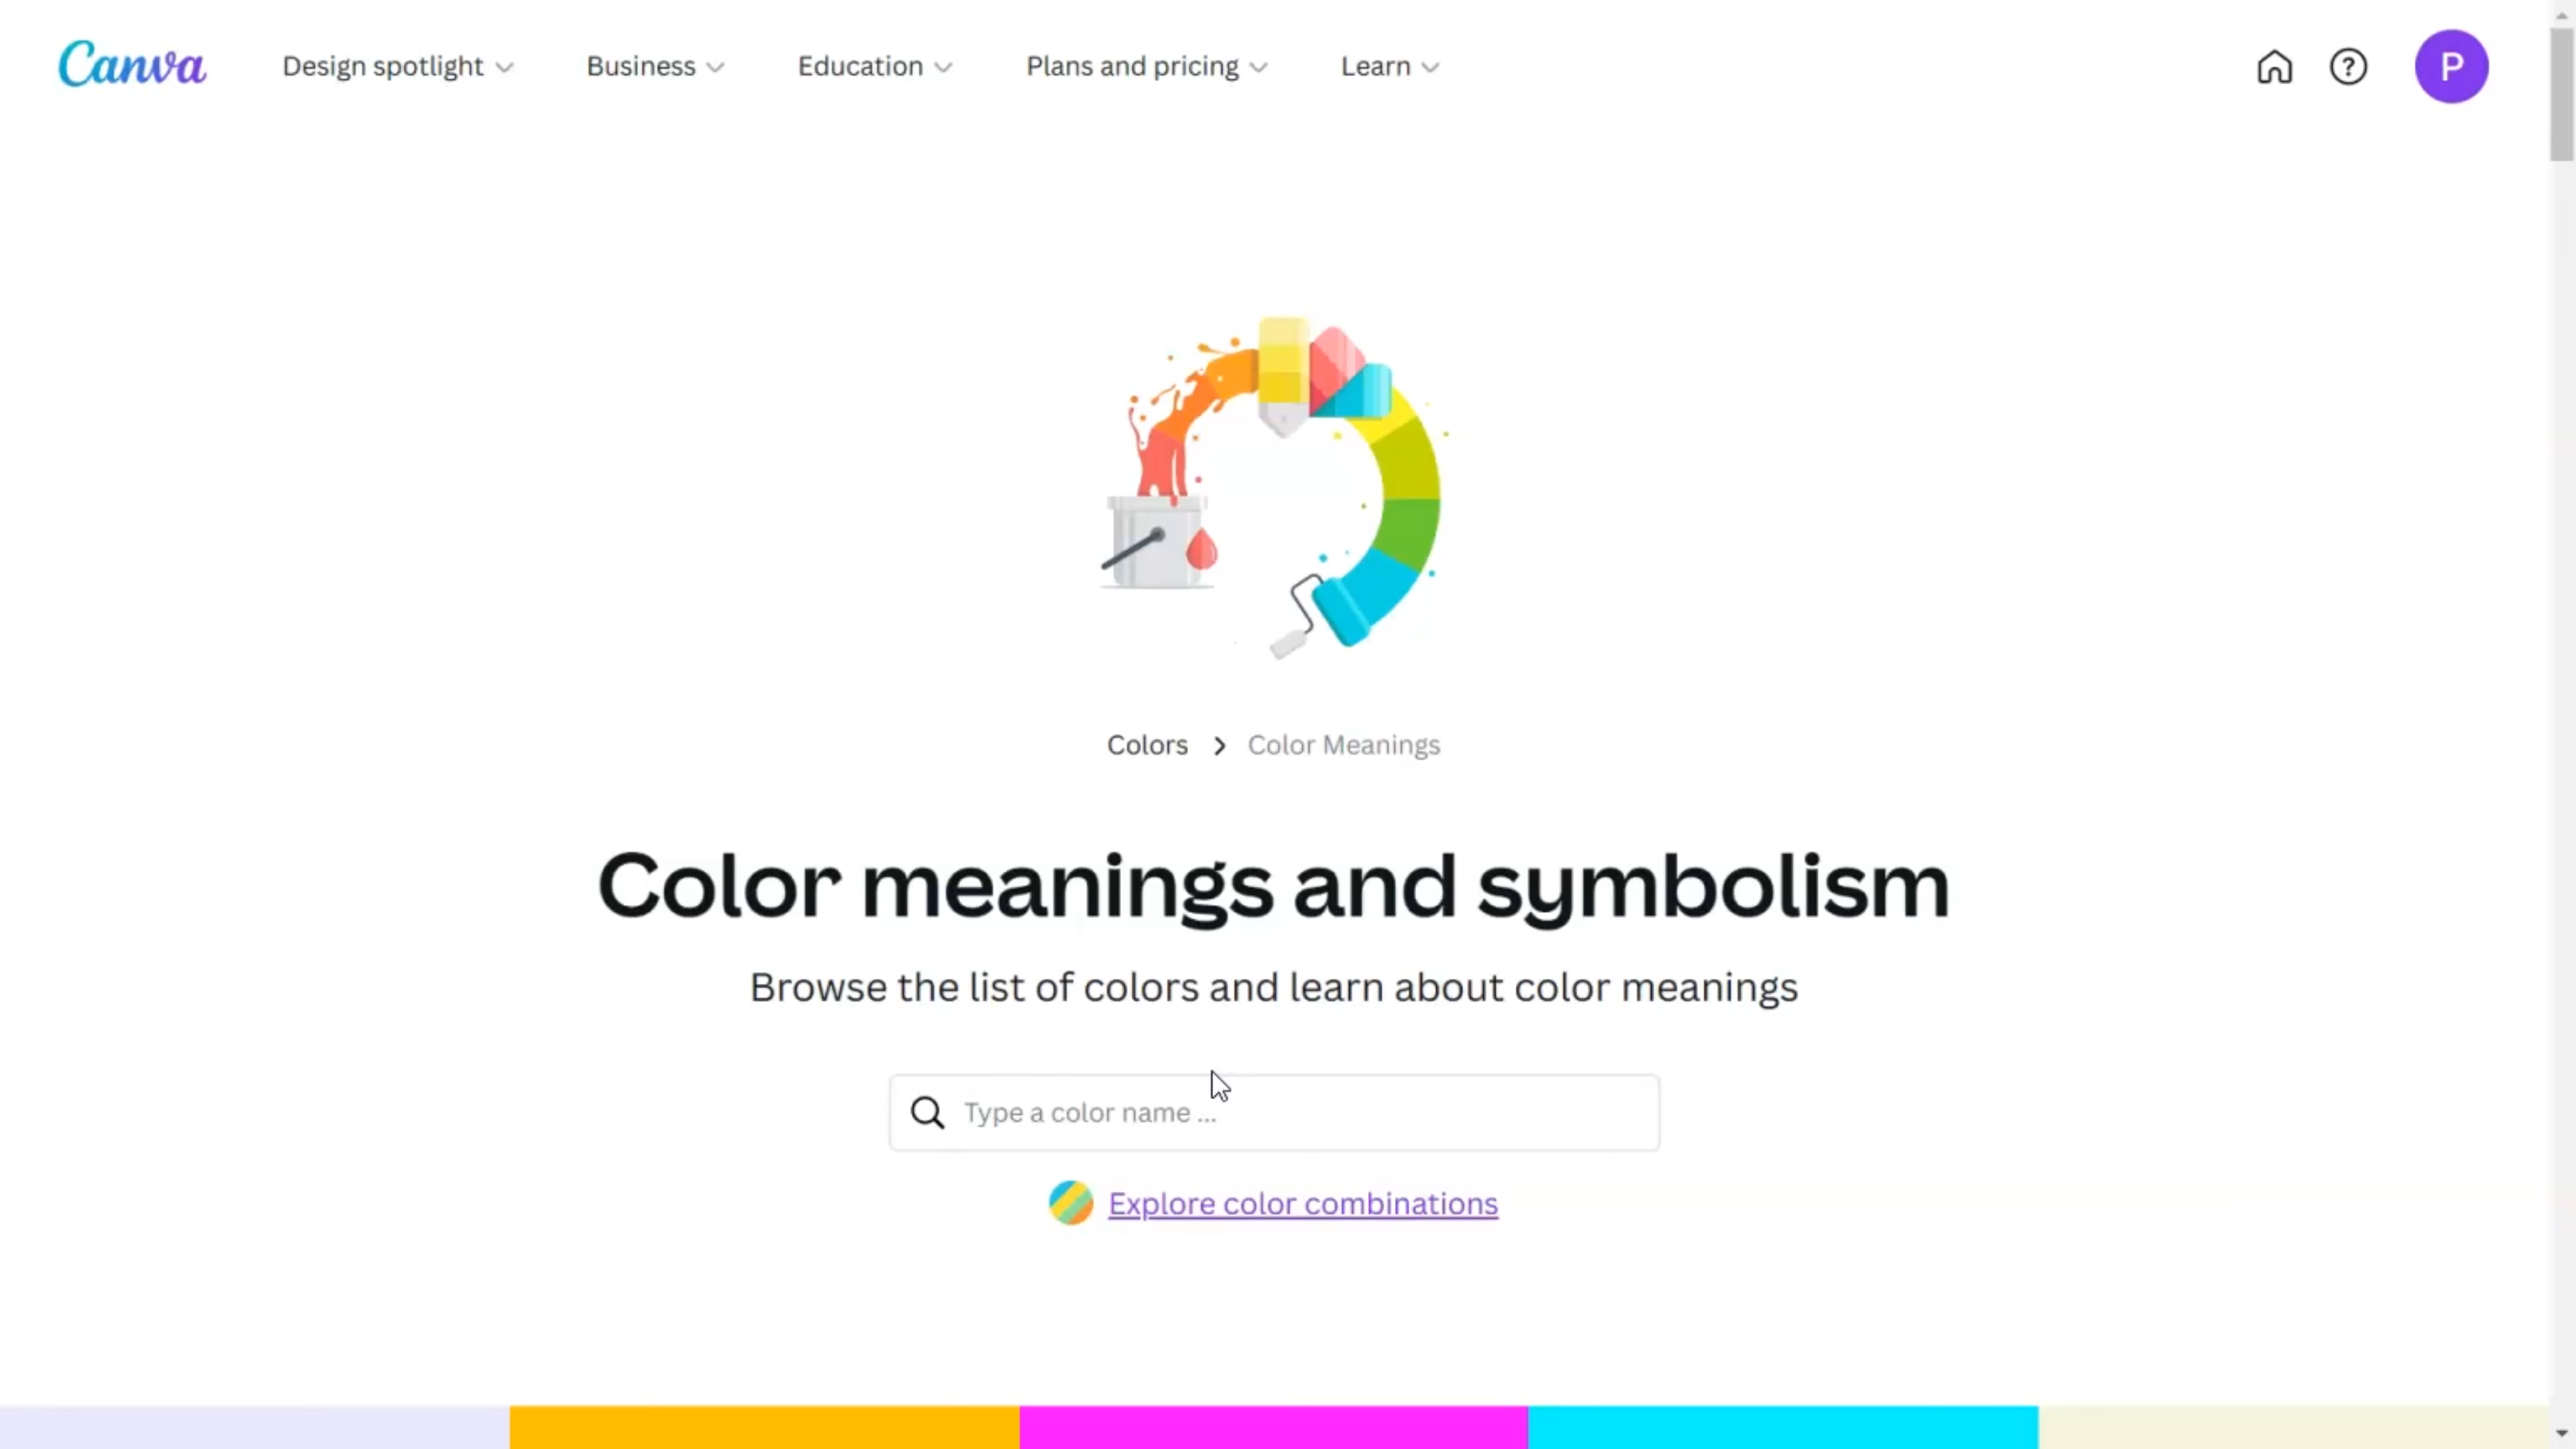 Canva Design spotlight Business Education Plans and pricing Learn ? P
Colors > Color Meanings
Color meanings and symbolism
Browse the list of colors and learn about color meanings
Type a color name ...
Explore color combinations